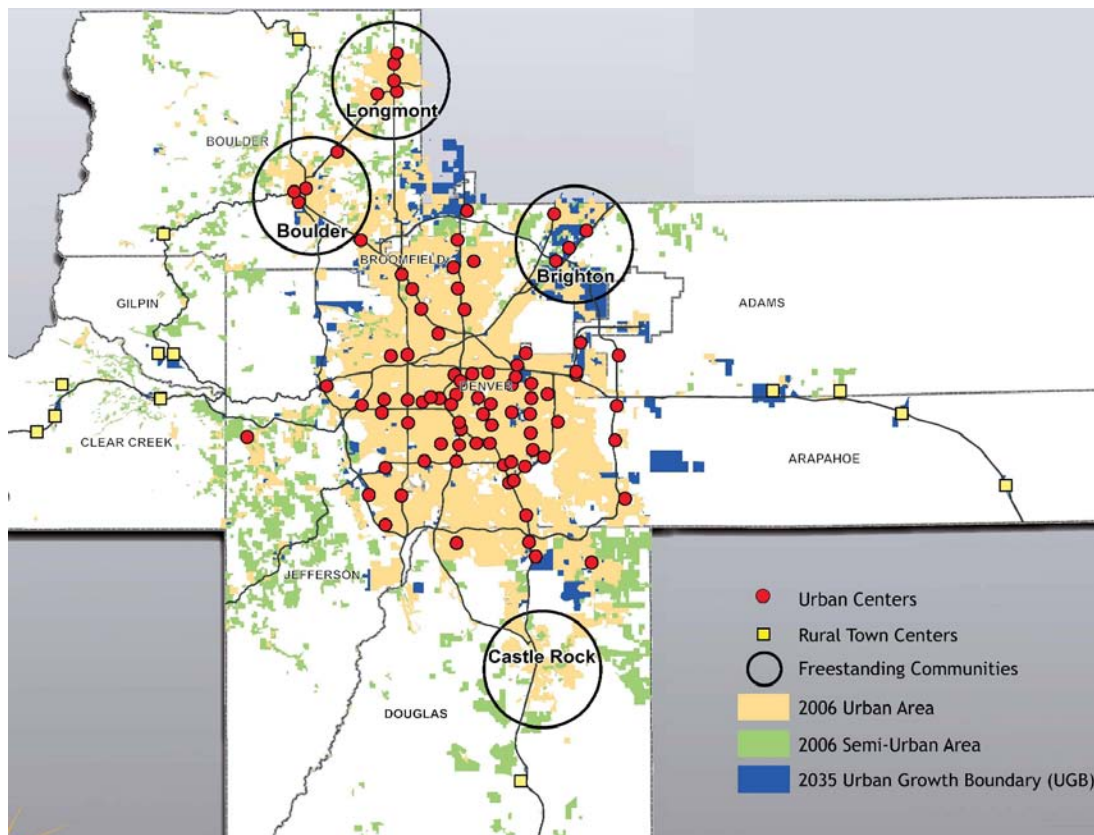 Longmont
BOULDER
Boulder
BROOMFIELD
Brighton
GILPIN
ADAMS
DENVER
CLEAR CREEK
ARAPAHOE
JEFFERSON
Castle Rock
DOUGLAS
Urban Centers
Rural Town Centers
Freestanding Communities
2006 Urban Area
2006 Semi-Urban Area
2035 Urban Growth Boundary (UGB)